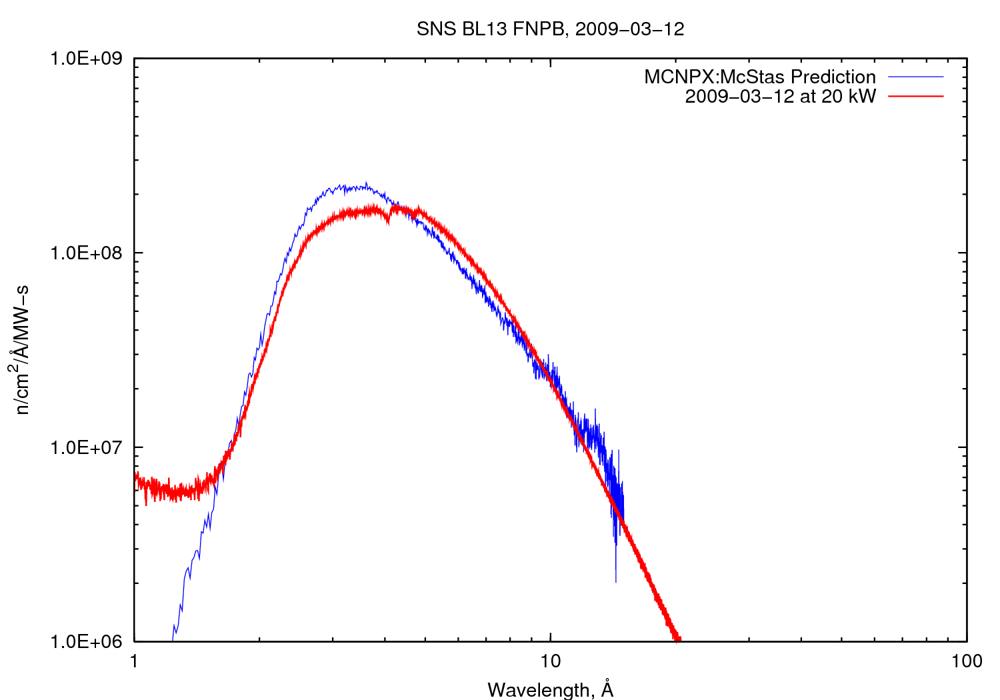 SNS BL13 FNPB, 2009−03−12
1.0E+09
MCNPX:McStas Prediction
2009−03−12 at 20 kW
1.0E+08
n/cm²/Å/MW−s
1.0E+07
1.0E+06
1
10
100
Wavelength, Å